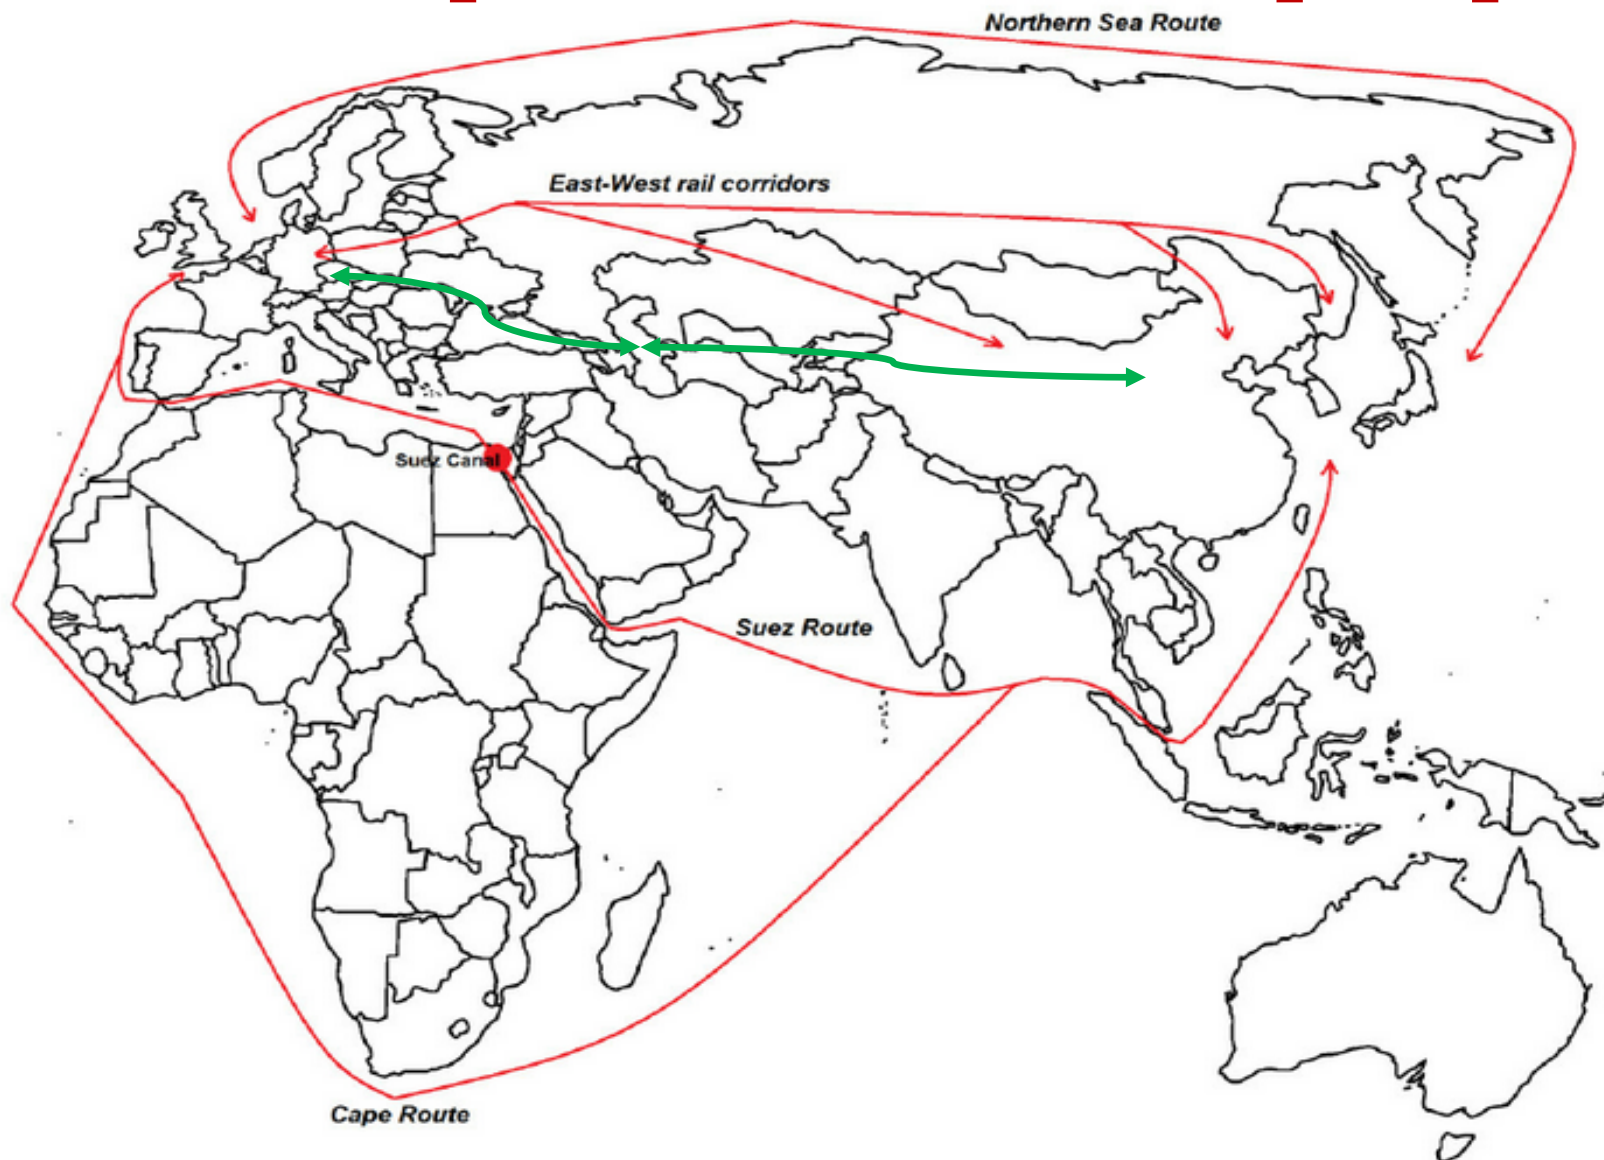 Northern Sea Route
East-West rail corridors
Suez Canal
Suez Route
Cape Route